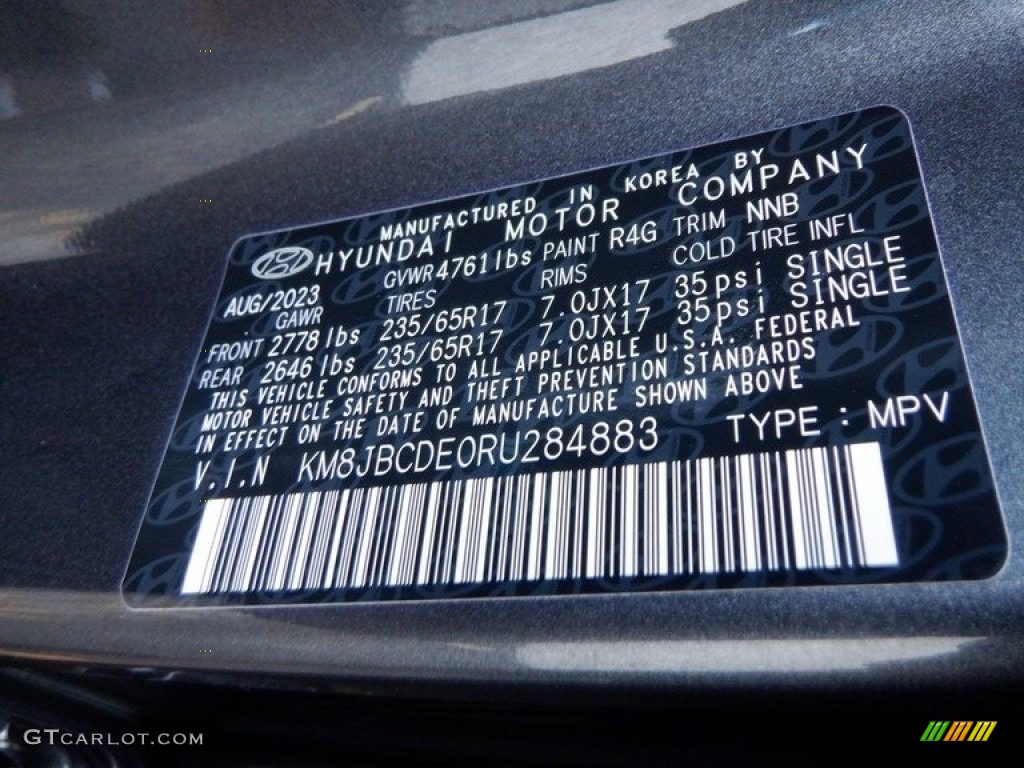 MANUFACTURED IN KOREA BY
HYUNDAI MOTOR COMPANY
AUG/2023 GVWR 4761lbs PAINT R4G TRIM NNB
GAWR TIRES RIMS COLD TIRE INFL
FRONT 2778 lbs 235/65R17 7.0JX17 35psi SINGLE
REAR 2646 lbs 235/65R17 7.0JX17 35psi SINGLE
THIS VEHICLE CONFORMS TO ALL APPLICABLE U.S.A. FEDERAL
MOTOR VEHICLE SAFETY AND THEFT PREVENTION STANDARDS
IN EFFECT ON THE DATE OF MANUFACTURE SHOWN ABOVE
V.I.N KM8JBCDE0RU284883 TYPE : MPV
GTCARLOT.COM